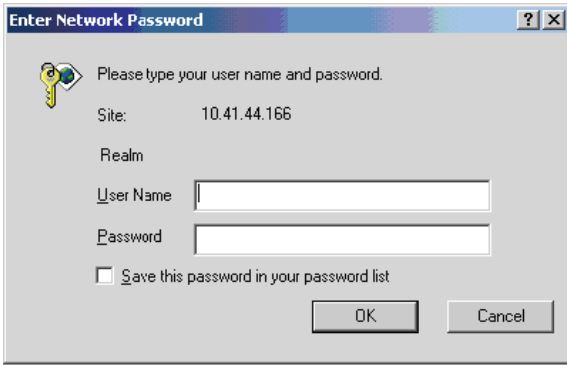 Enter Network Password
? X
Please type your user name and password.
Site: 10.41.44.166
Realm
User Name
Password
Save this password in your password list
OK Cancel